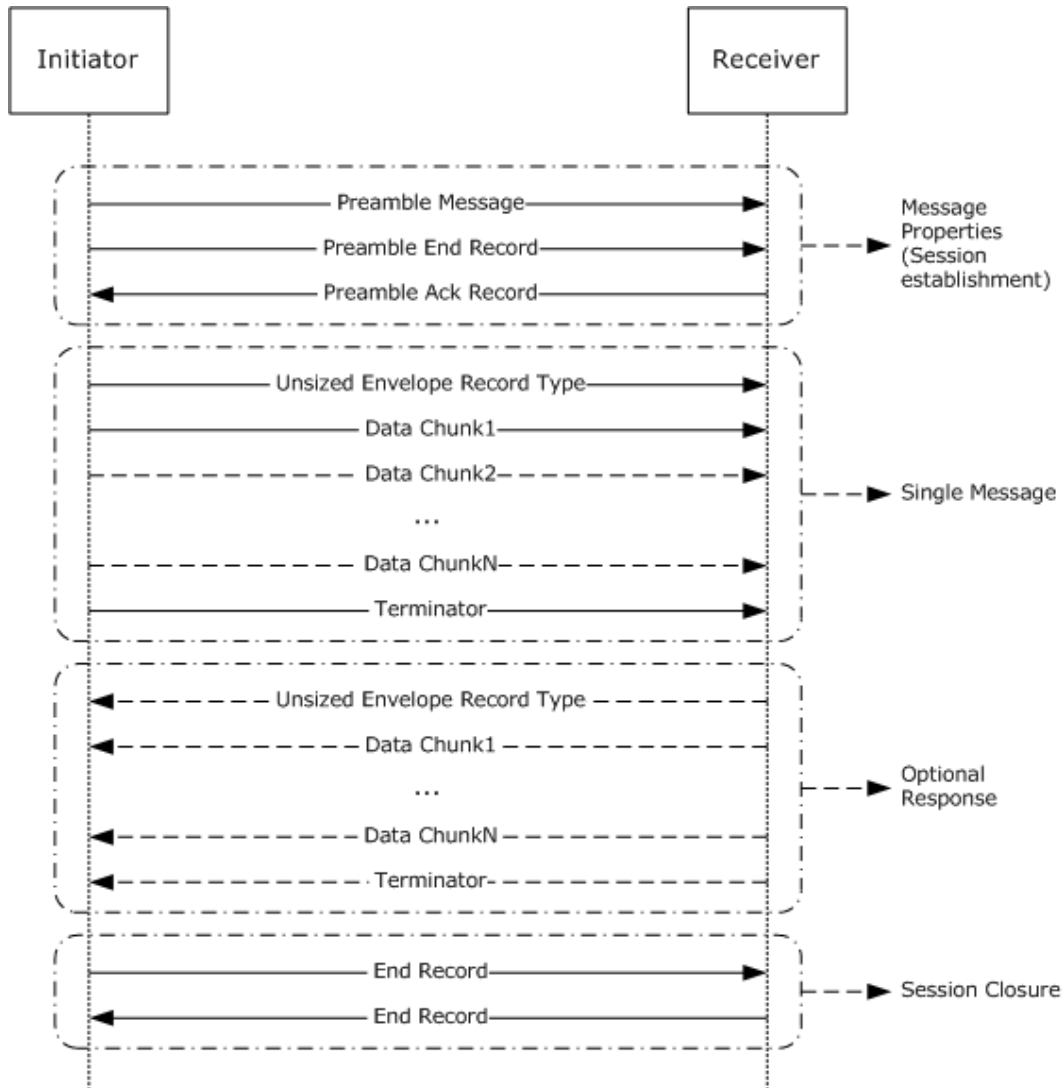 Initiator
Receiver
Preamble Message
Preamble End Record
Preamble Ack Record
Message
Properties
(Session
establishment)
Unsized Envelope Record Type
Data Chunk1
Data Chunk2
...
Data ChunkN
Terminator
Single Message
Unsized Envelope Record Type
Data Chunk1
...
Data ChunkN
Terminator
Optional
Response
End Record
End Record
Session Closure